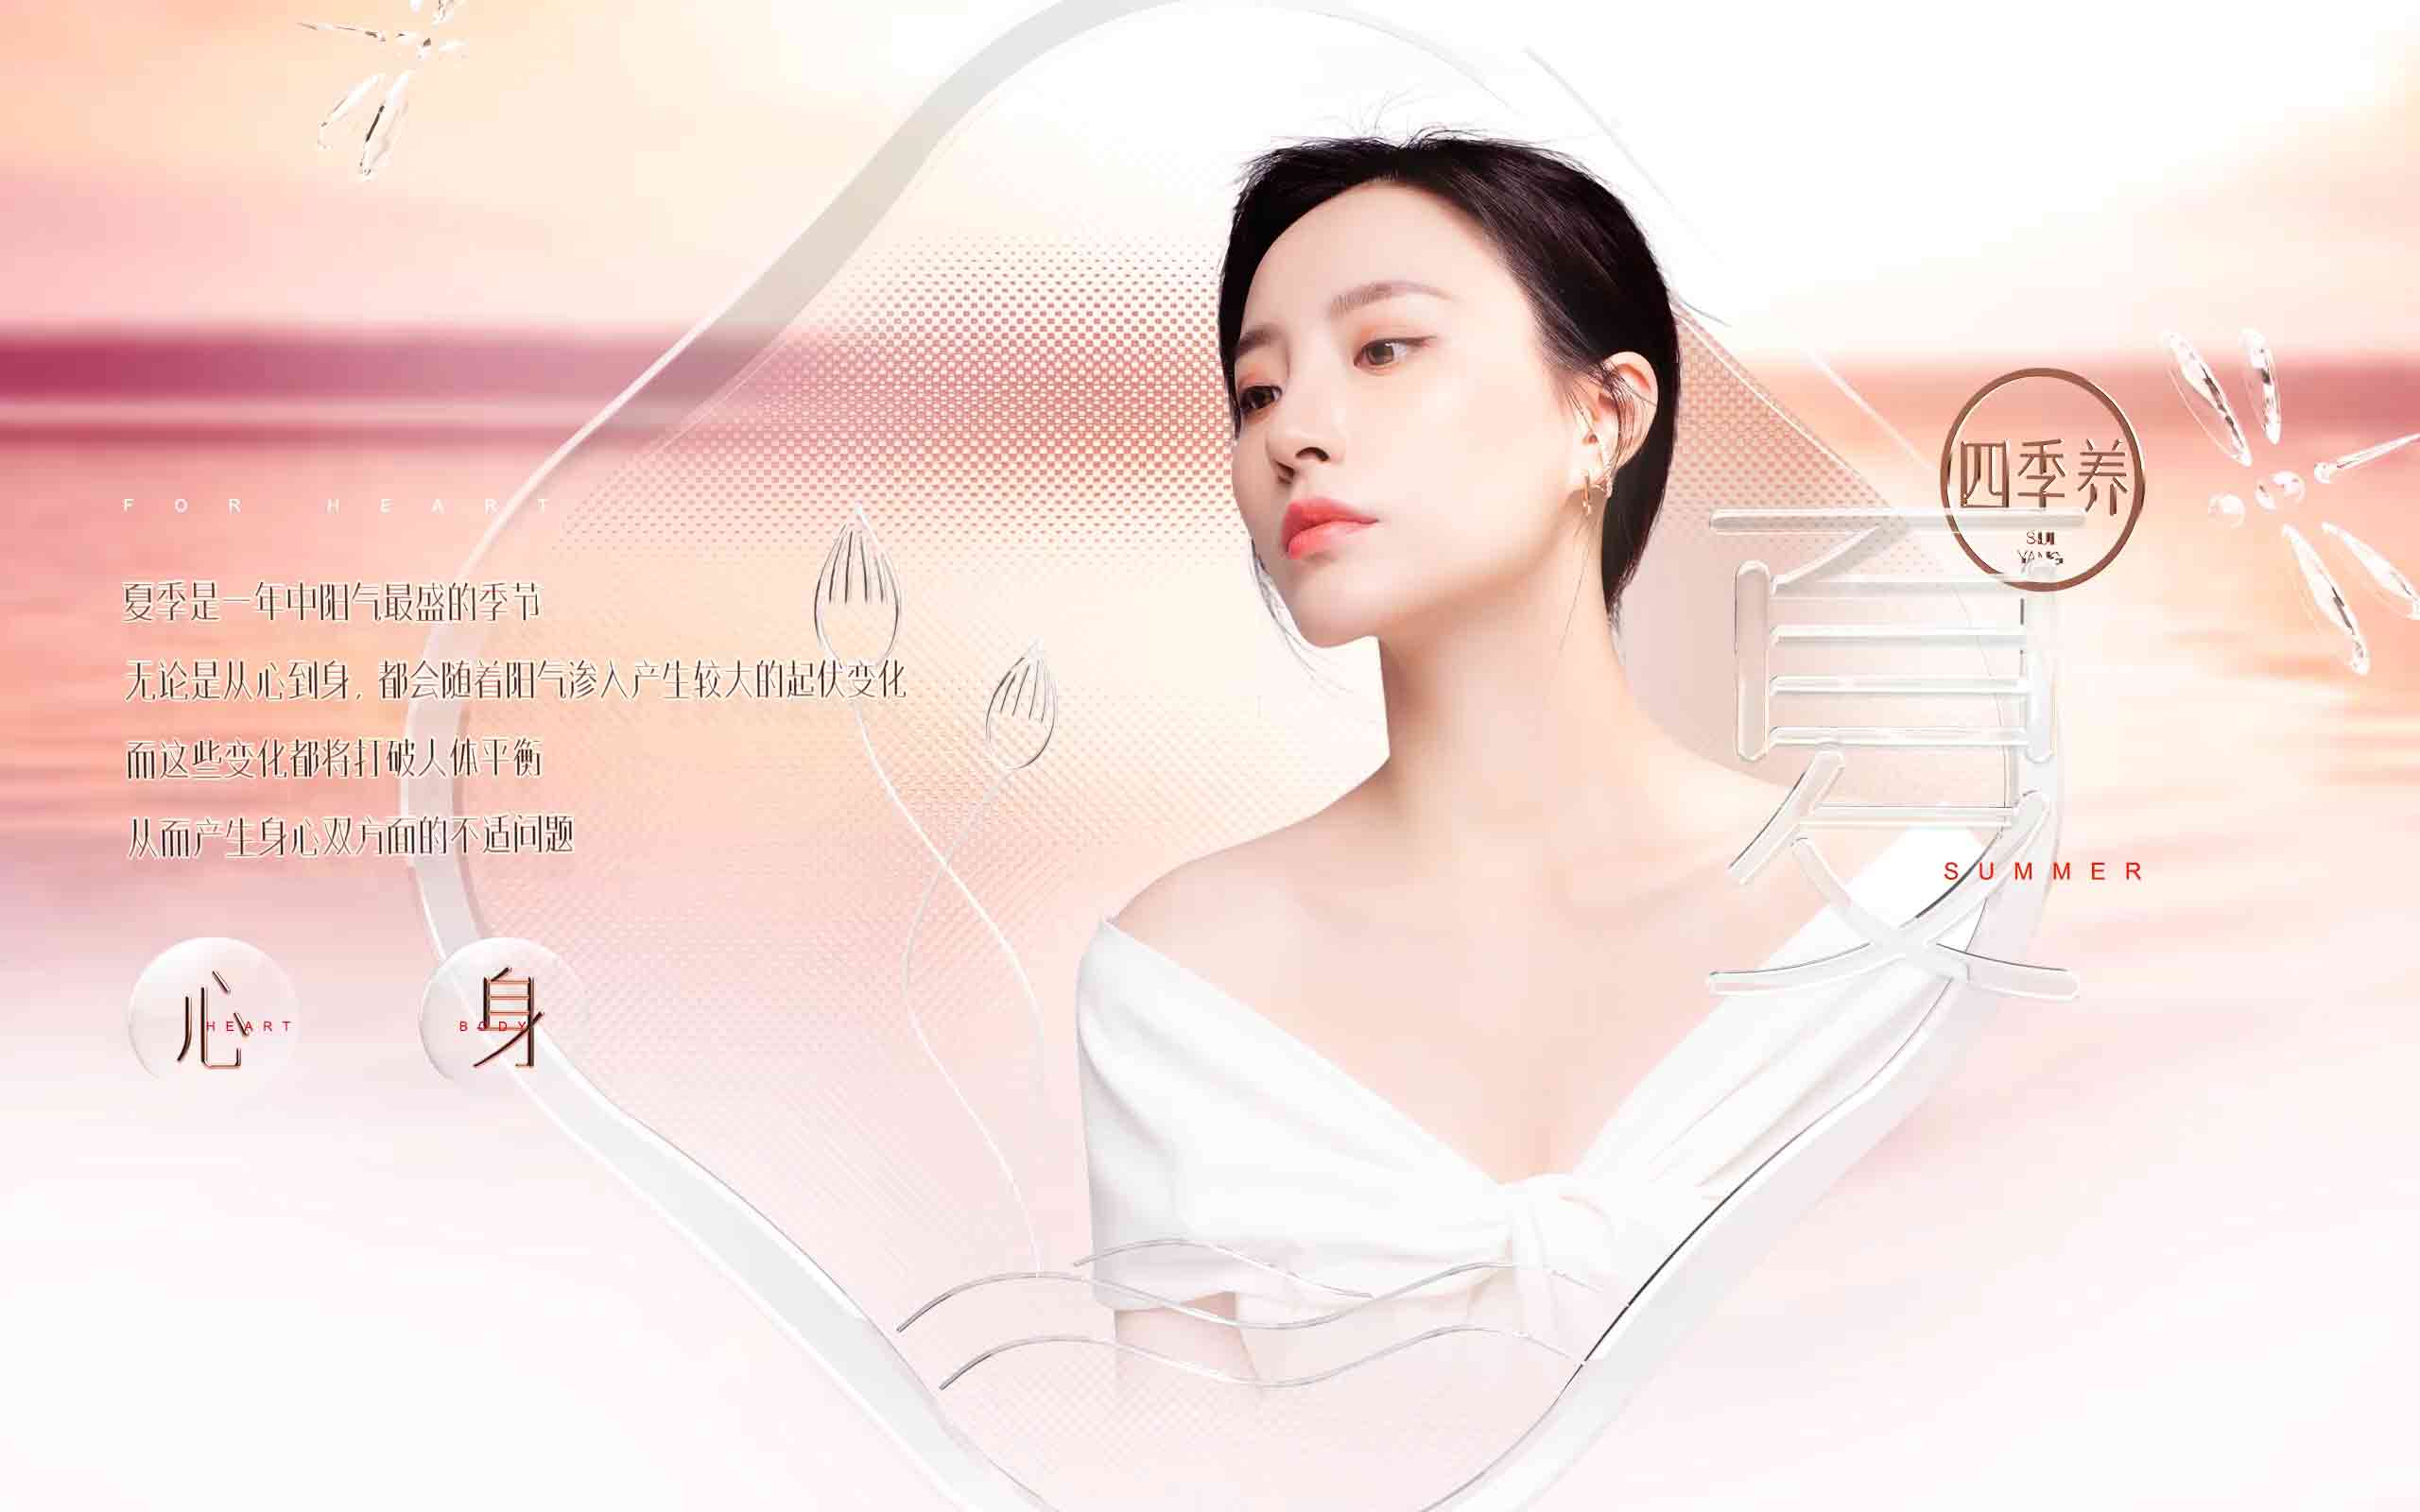 FOR HEART
夏季是一年中阳气最盛的季节
无论是从心到身，都会随着阳气渗入产生较大的起伏变化
而这些变化都将打破人体平衡
从而产生身心双方面的不适问题
心
HEART
身
BODY
四季养
YANG
夏
SUMMER